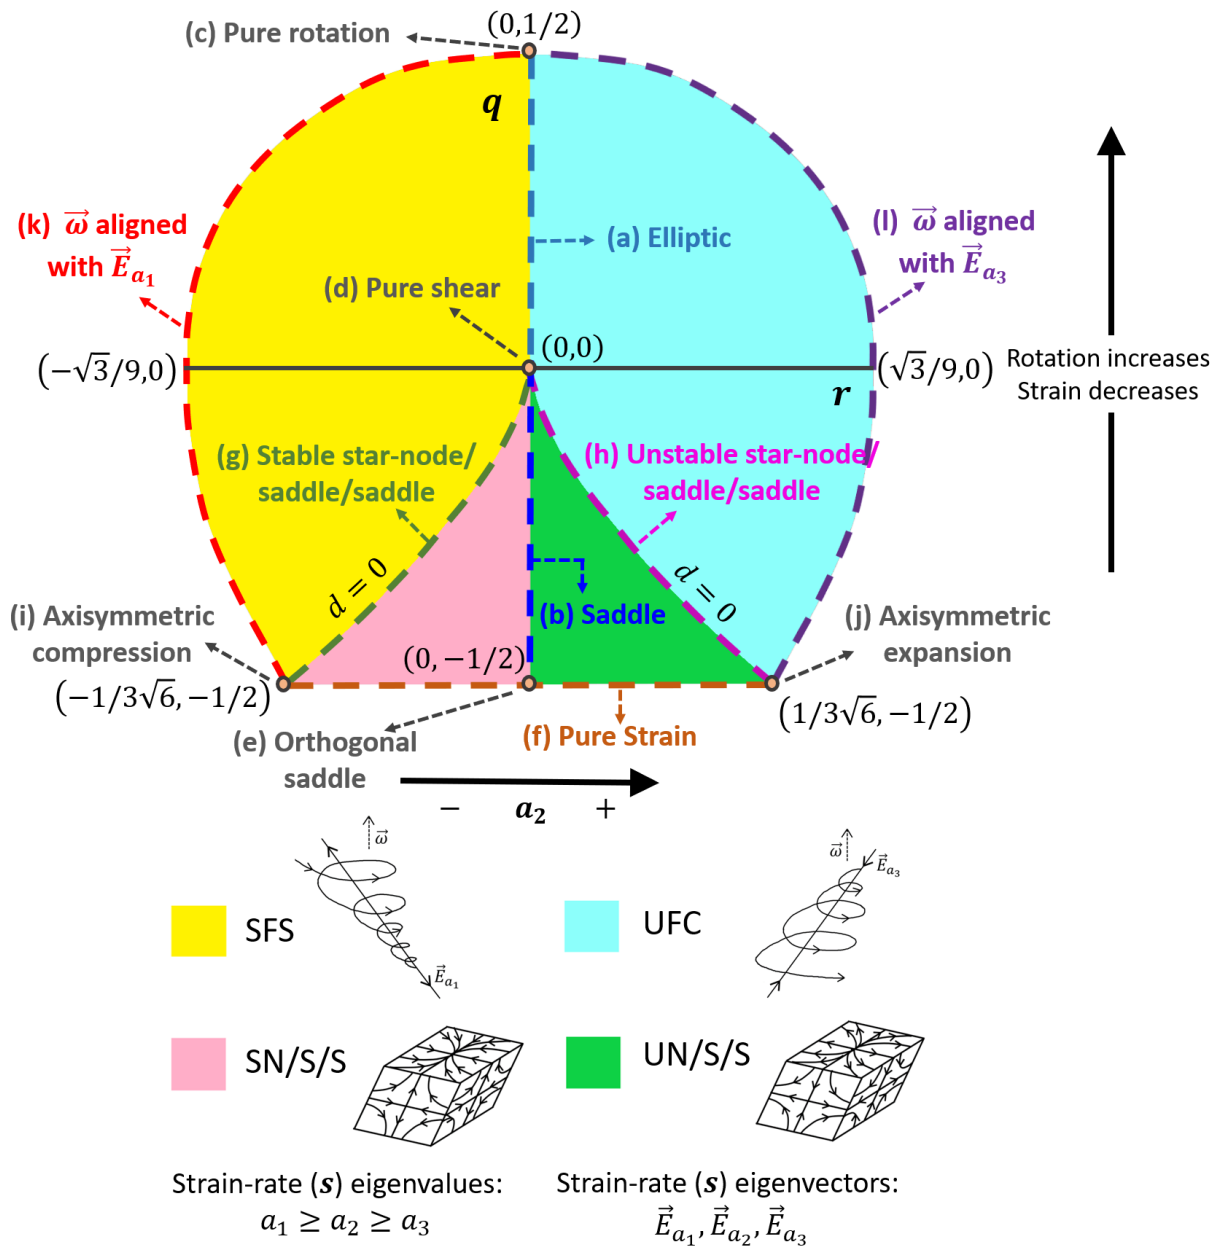 (c) Pure rotation
(0,1/2)
q
(k) ω⃗ aligned
with E⃗ₐ₁
(a) Elliptic
(l) ω⃗ aligned
with E⃗ₐ₃
(d) Pure shear
(0,0)
(−√3/9,0)
r
(√3/9,0)
Rotation increases
Strain decreases
(g) Stable star-node/
saddle/saddle
(h) Unstable star-node/
saddle/saddle
d = 0
d = 0
(b) Saddle
(i) Axisymmetric
compression
(−1/3√6, −1/2)
(0, −1/2)
(j) Axisymmetric
expansion
(1/3√6, −1/2)
(e) Orthogonal
saddle
(f) Pure Strain
− a₂ +
ω⃗
E⃗ₐ₁
ω⃗
E⃗ₐ₃
SFS
UFC
SN/S/S
UN/S/S
Strain-rate (s) eigenvalues:
a₁ ≥ a₂ ≥ a₃
Strain-rate (s) eigenvectors:
E⃗ₐ₁, E⃗ₐ₂, E⃗ₐ₃